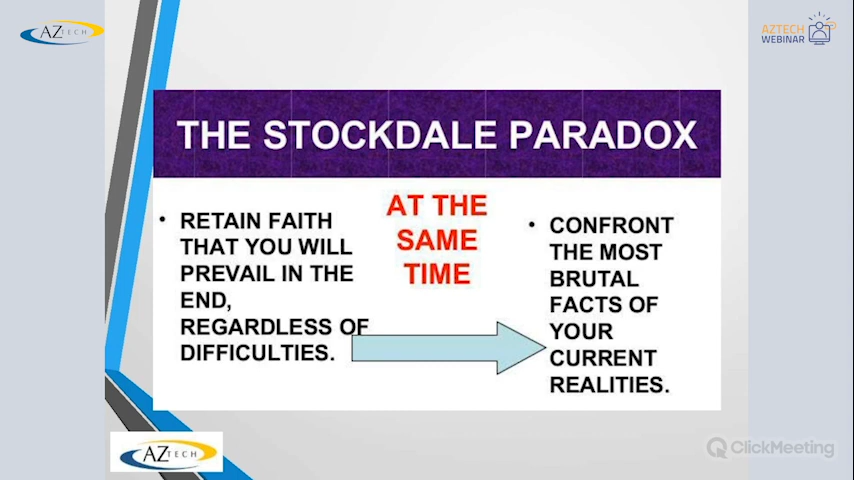 AZTECH
AZTECH
WEBINAR
THE STOCKDALE PARADOX
• RETAIN FAITH
THAT YOU WILL
PREVAIL IN THE
END,
REGARDLESS OF
DIFFICULTIES.
AT THE
SAME
TIME
• CONFRONT
THE MOST
BRUTAL
FACTS OF
YOUR
CURRENT
REALITIES.
AZTECH
ClickMeeting